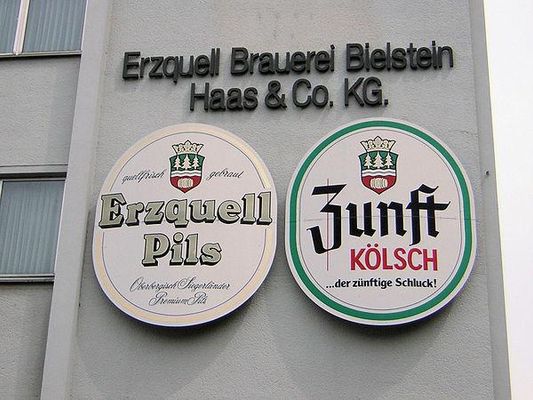 Erzquell Brauerei Bielstein
Haas & Co. KG.
quellfrisch gebraut
Erzquell
Pils
Oberbergisch Siegerländer
Premium Pils
Zunft
KÖLSCH
...der zünftige Schluck!